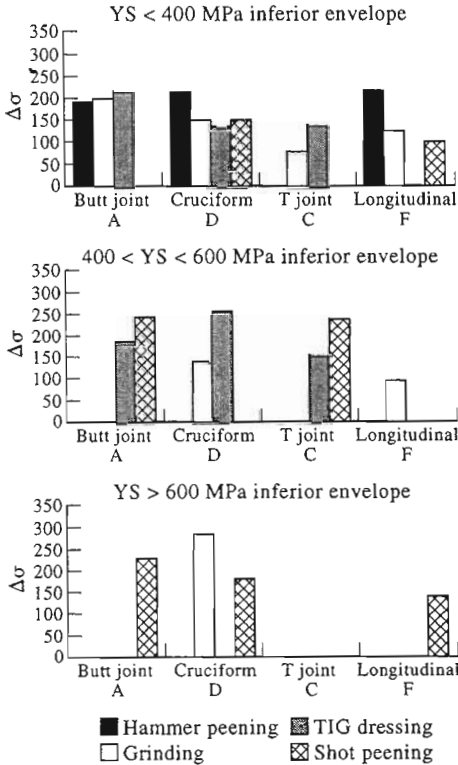 YS < 400 MPa inferior envelope
350
300
250
200
150
100
50
0
Δσ
Butt joint Cruciform T joint Longitudinal
A D C F
400 < YS < 600 MPa inferior envelope
350
300
250
200
150
100
50
0
Δσ
Butt joint Cruciform T joint Longitudinal
A D C F
YS > 600 MPa inferior envelope
350
300
250
200
150
100
50
0
Δσ
Butt joint Cruciform T joint Longitudinal
A D C F
Hammer peening TIG dressing
Grinding Shot peening